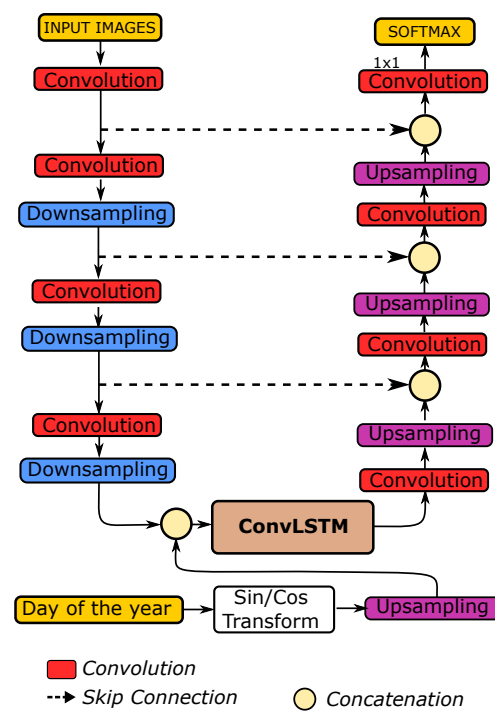 INPUT IMAGES
Convolution
Convolution
Downsampling
Convolution
Downsampling
Convolution
Downsampling
ConvLSTM
Day of the year
Sin/Cos
Transform
Upsampling
Convolution
Upsampling
Convolution
Upsampling
Convolution
Upsampling
1x1
Convolution
SOFTMAX
Convolution
Skip Connection
Concatenation